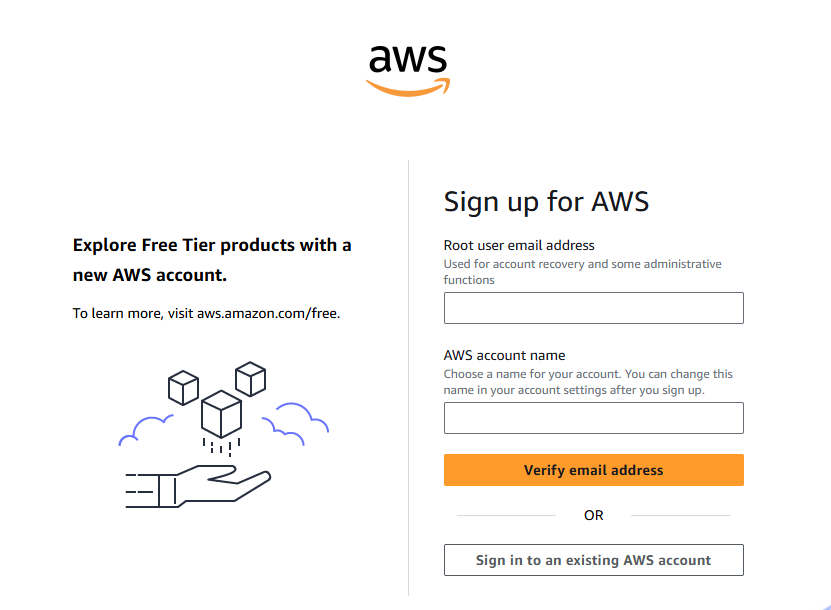 aws
Explore Free Tier products with a
new AWS account.
To learn more, visit aws.amazon.com/free.
Sign up for AWS
Root user email address
Used for account recovery and some administrative
functions
AWS account name
Choose a name for your account. You can change this
name in your account settings after you sign up.
Verify email address
OR
Sign in to an existing AWS account